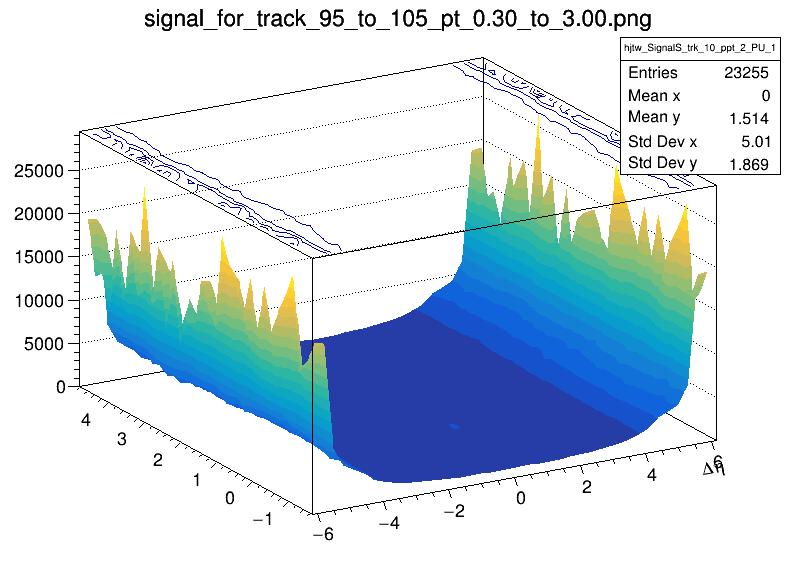 signal_for_track_95_to_105_pt_0.30_to_3.00.png
hjtw_SignalS_trk_10_ppt_2_PU_1
Entries 23255
Mean x 0
Mean y 1.514
Std Dev x 5.01
Std Dev y 1.869
25000
20000
15000
10000
5000
0
4
3
2
1
0
−1
−6
−4
−2
0
2
4
6
Δη